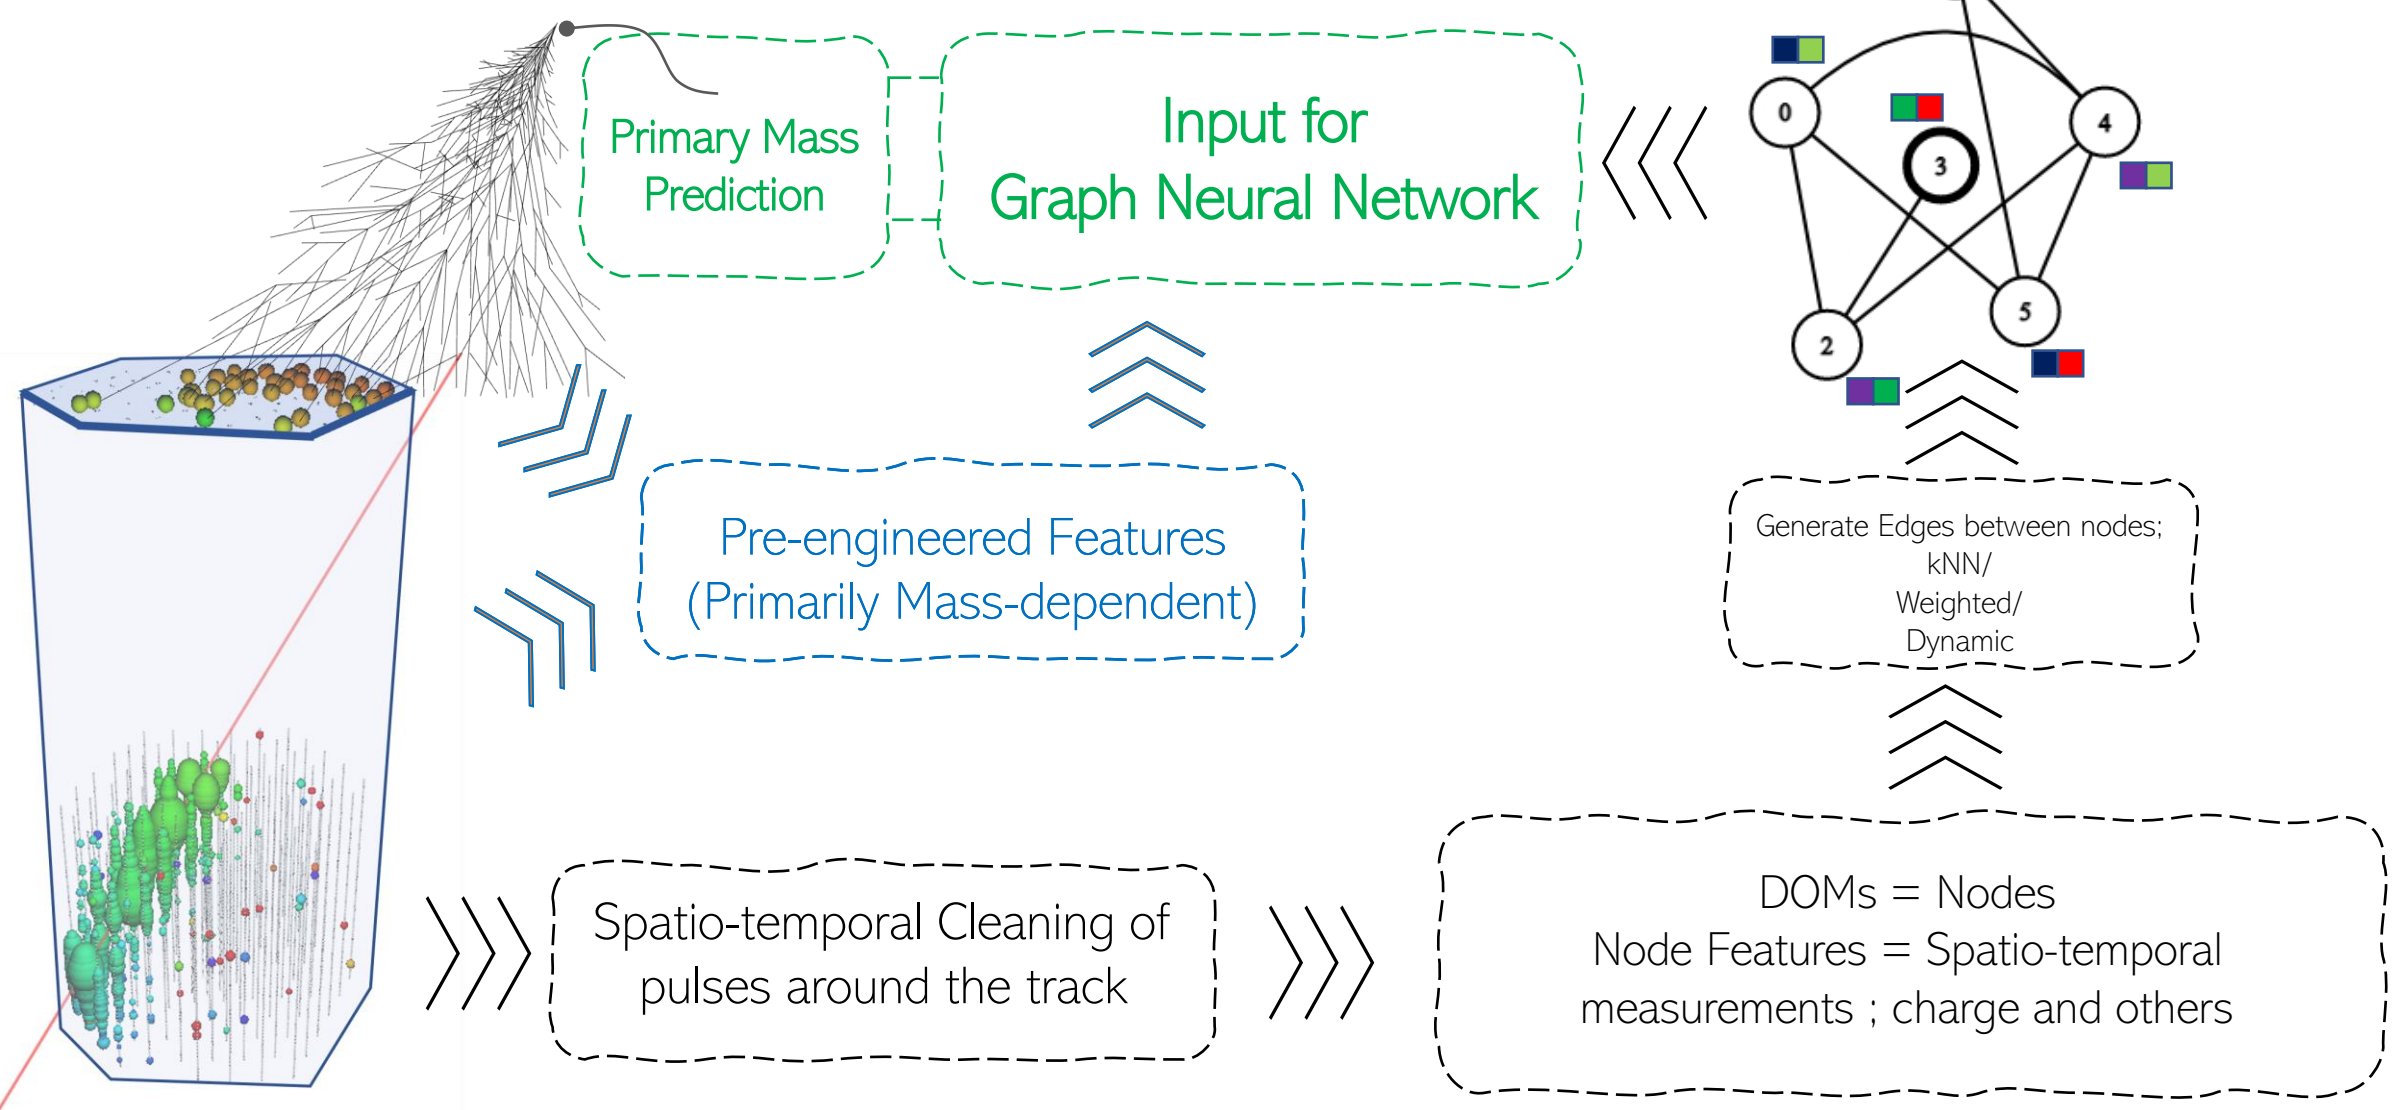 Primary Mass
Prediction
Input for
Graph Neural Network
0
3
4
2
5
Pre-engineered Features
(Primarily Mass-dependent)
Generate Edges between nodes;
kNN/
Weighted/
Dynamic
Spatio-temporal Cleaning of
pulses around the track
DOMs = Nodes
Node Features = Spatio-temporal
measurements ; charge and others